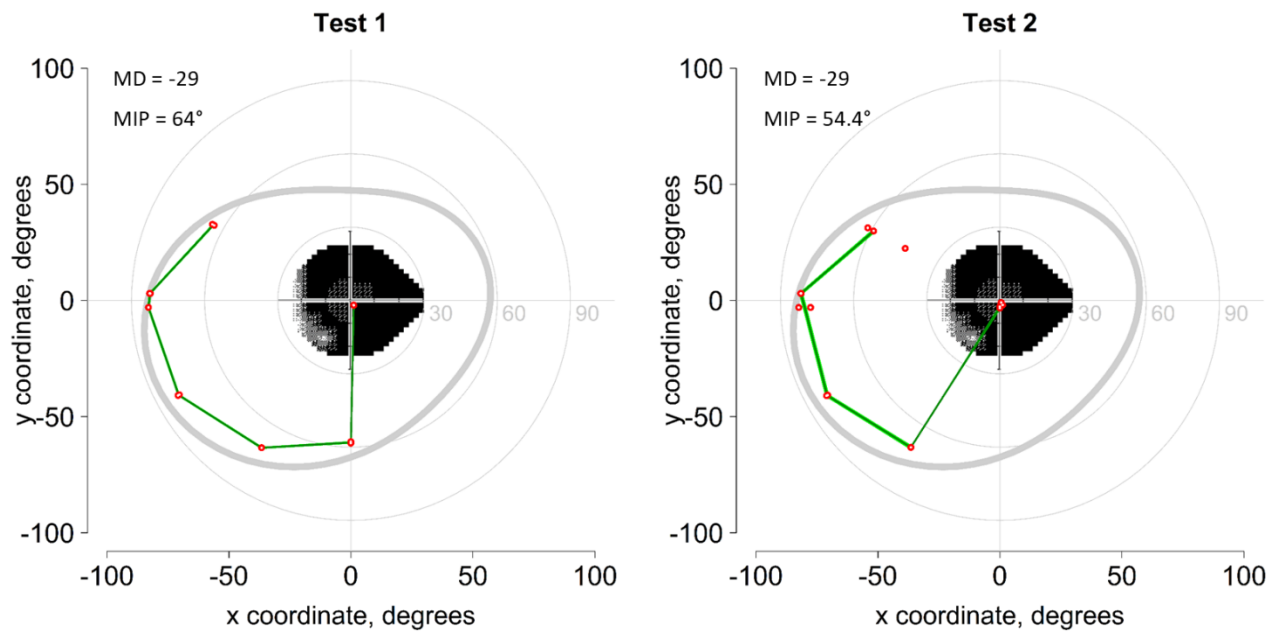 Test 1
MD = -29
MIP = 64°
100
50
0
-50
-100
y coordinate, degrees
30 60 90
-100 -50 0 50 100
x coordinate, degrees
Test 2
MD = -29
MIP = 54.4°
100
50
0
-50
-100
y coordinate, degrees
30 60 90
-100 -50 0 50 100
x coordinate, degrees